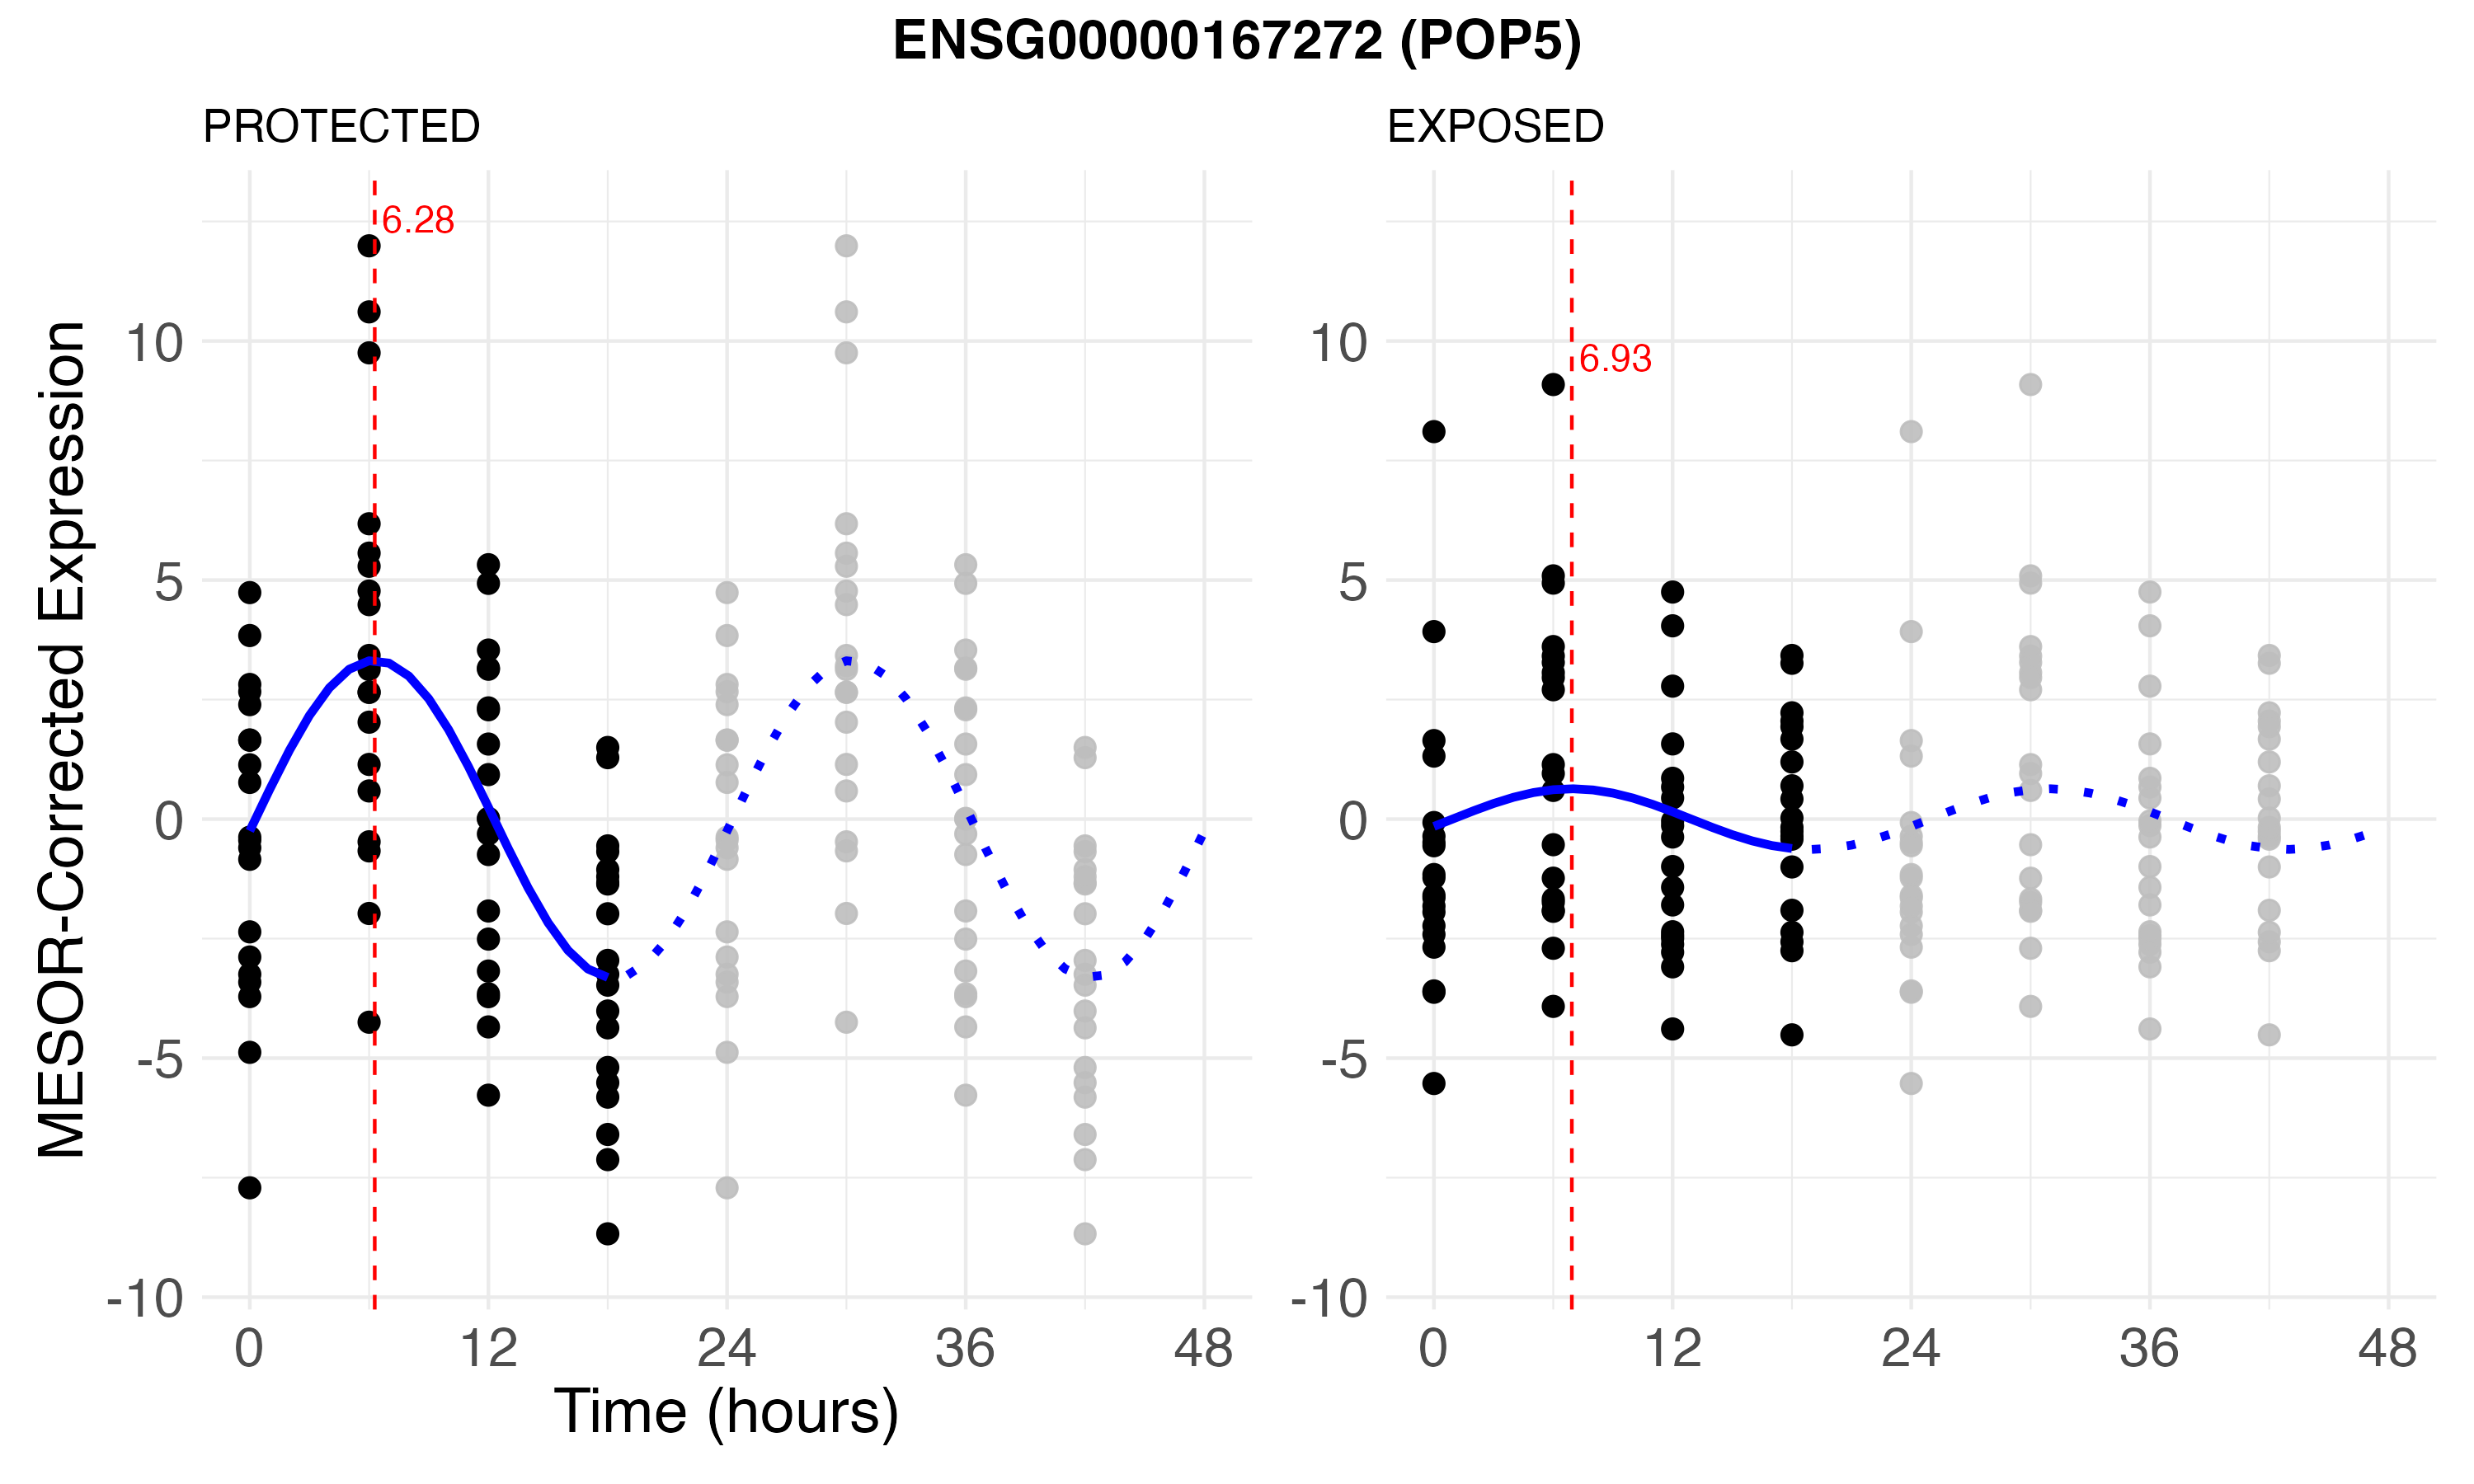 ENSG00000167272 (POP5)
PROTECTED
EXPOSED
MESOR-Corrected Expression
6.28
6.93
10
5
0
-5
-10
10
5
0
-5
-10
0 12 24 36 48
0 12 24 36 48
Time (hours)